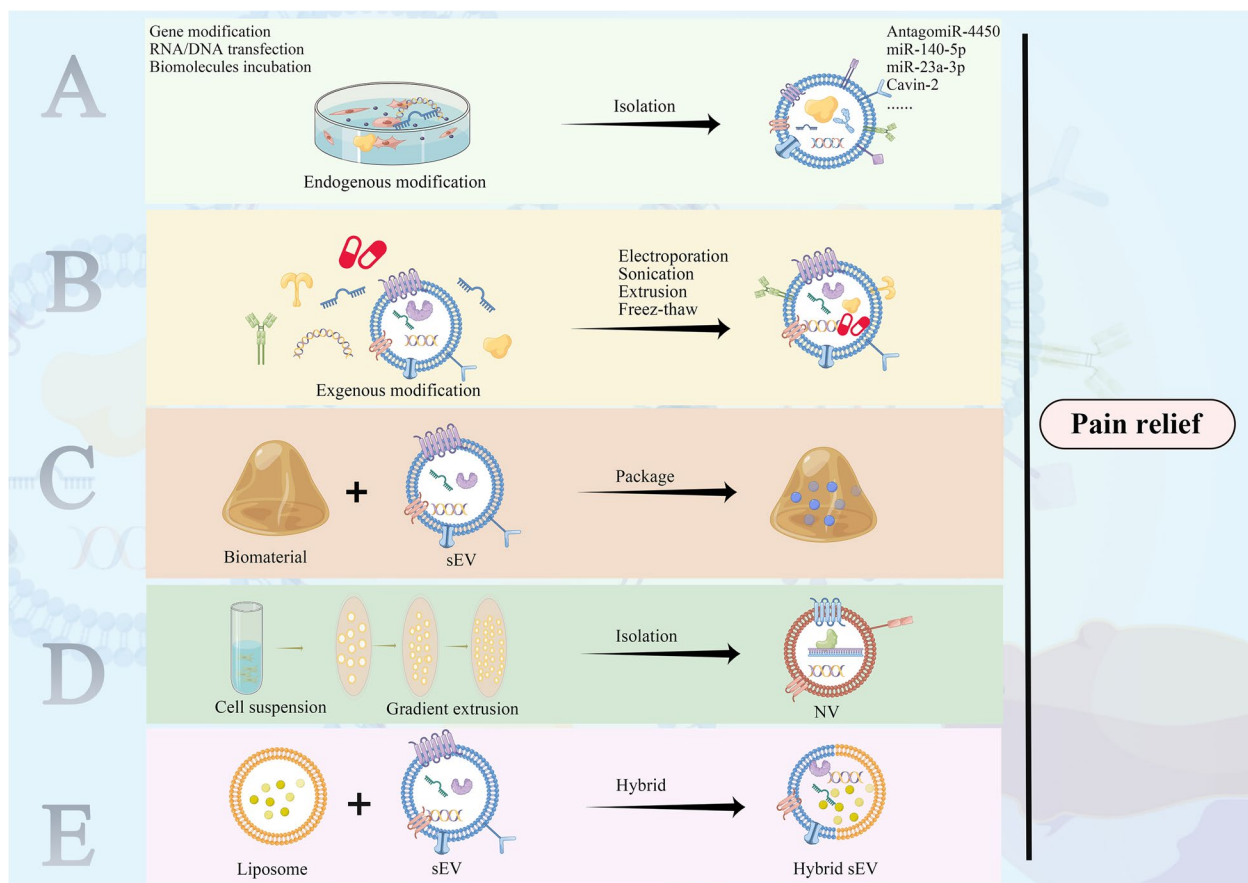 A
Gene modification
RNA/DNA transfection
Biomolecules incubation
Endogenous modification
Isolation
AntagomiR-4450
miR-140-5p
miR-23a-3p
Cavin-2
......
B
Exgenous modification
Electroporation
Sonication
Extrusion
Freez-thaw
C
Biomaterial
+
sEV
Package
D
Cell suspension
Gradient extrusion
Isolation
NV
E
Liposome
+
sEV
Hybrid
Hybrid sEV
Pain relief